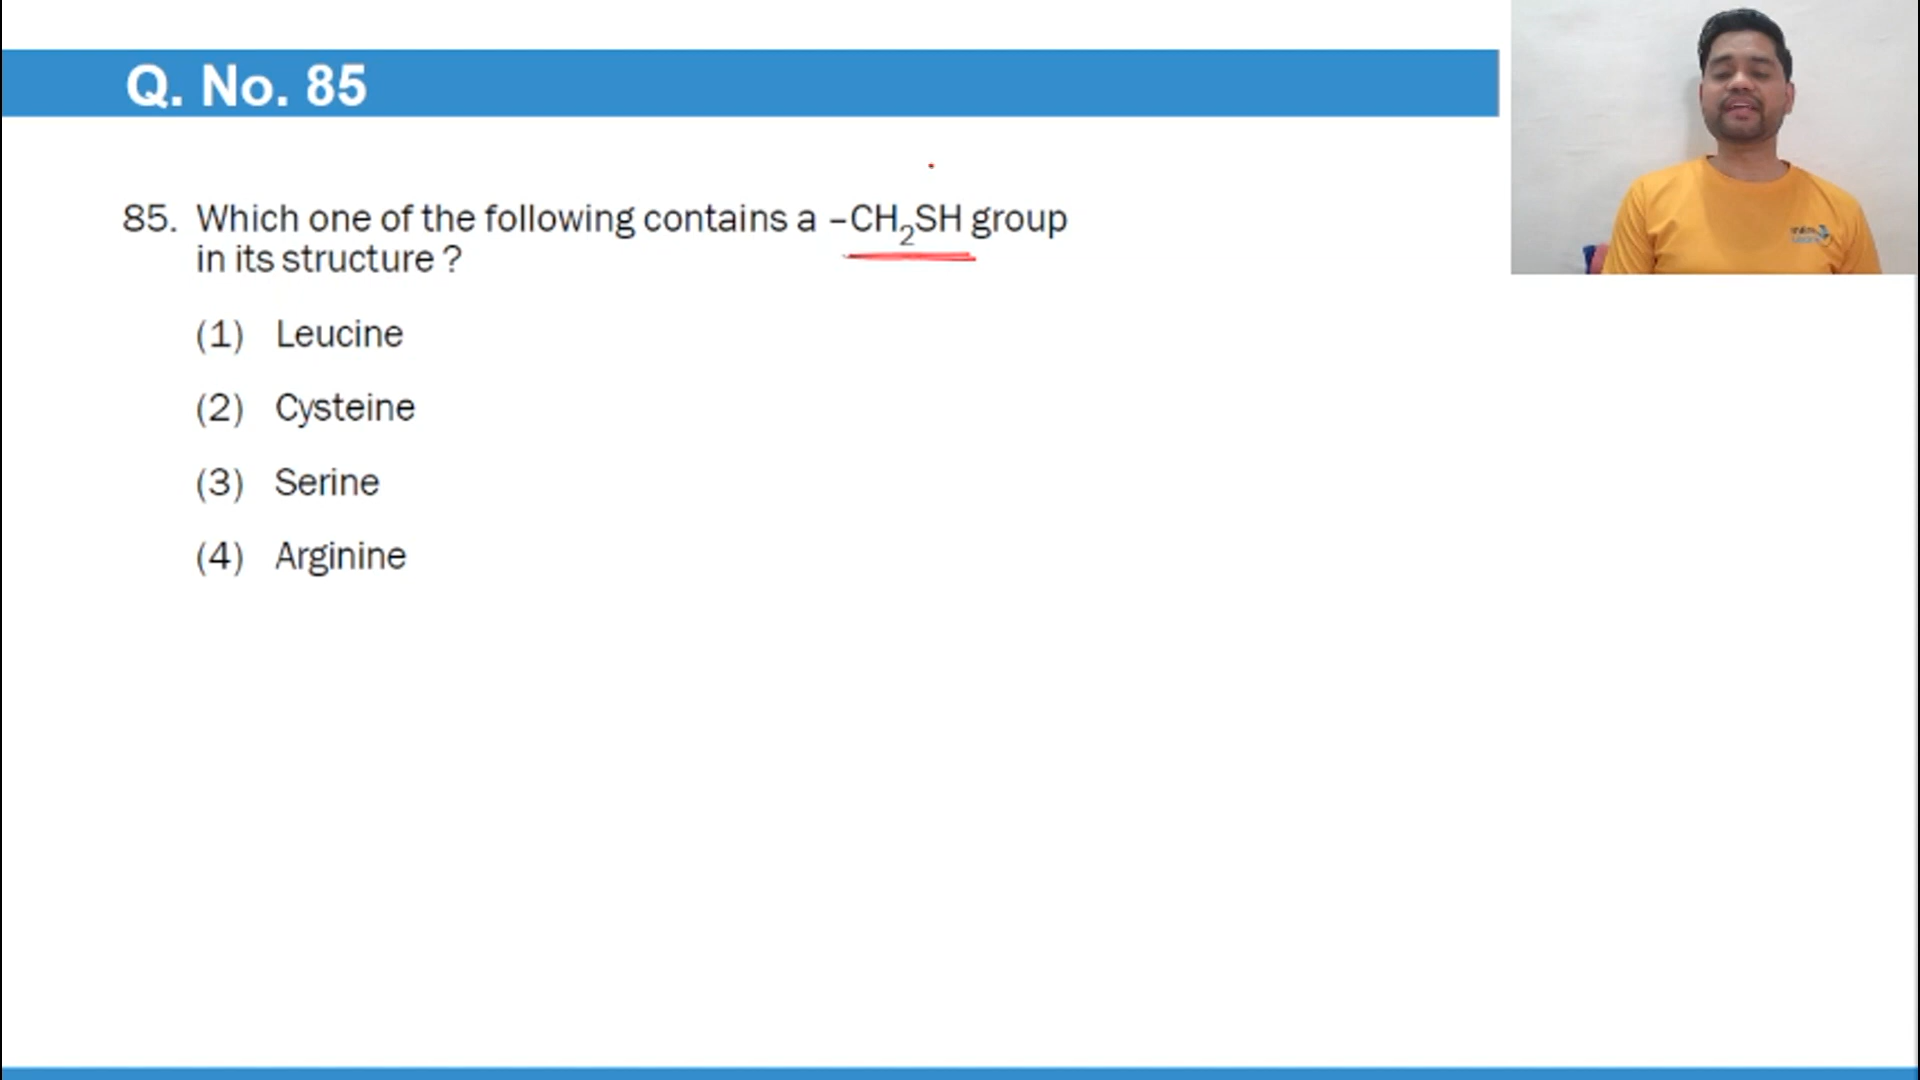 Q. No. 85
85. Which one of the following contains a –CH₂SH group
in its structure ?
(1) Leucine
(2) Cysteine
(3) Serine
(4) Arginine